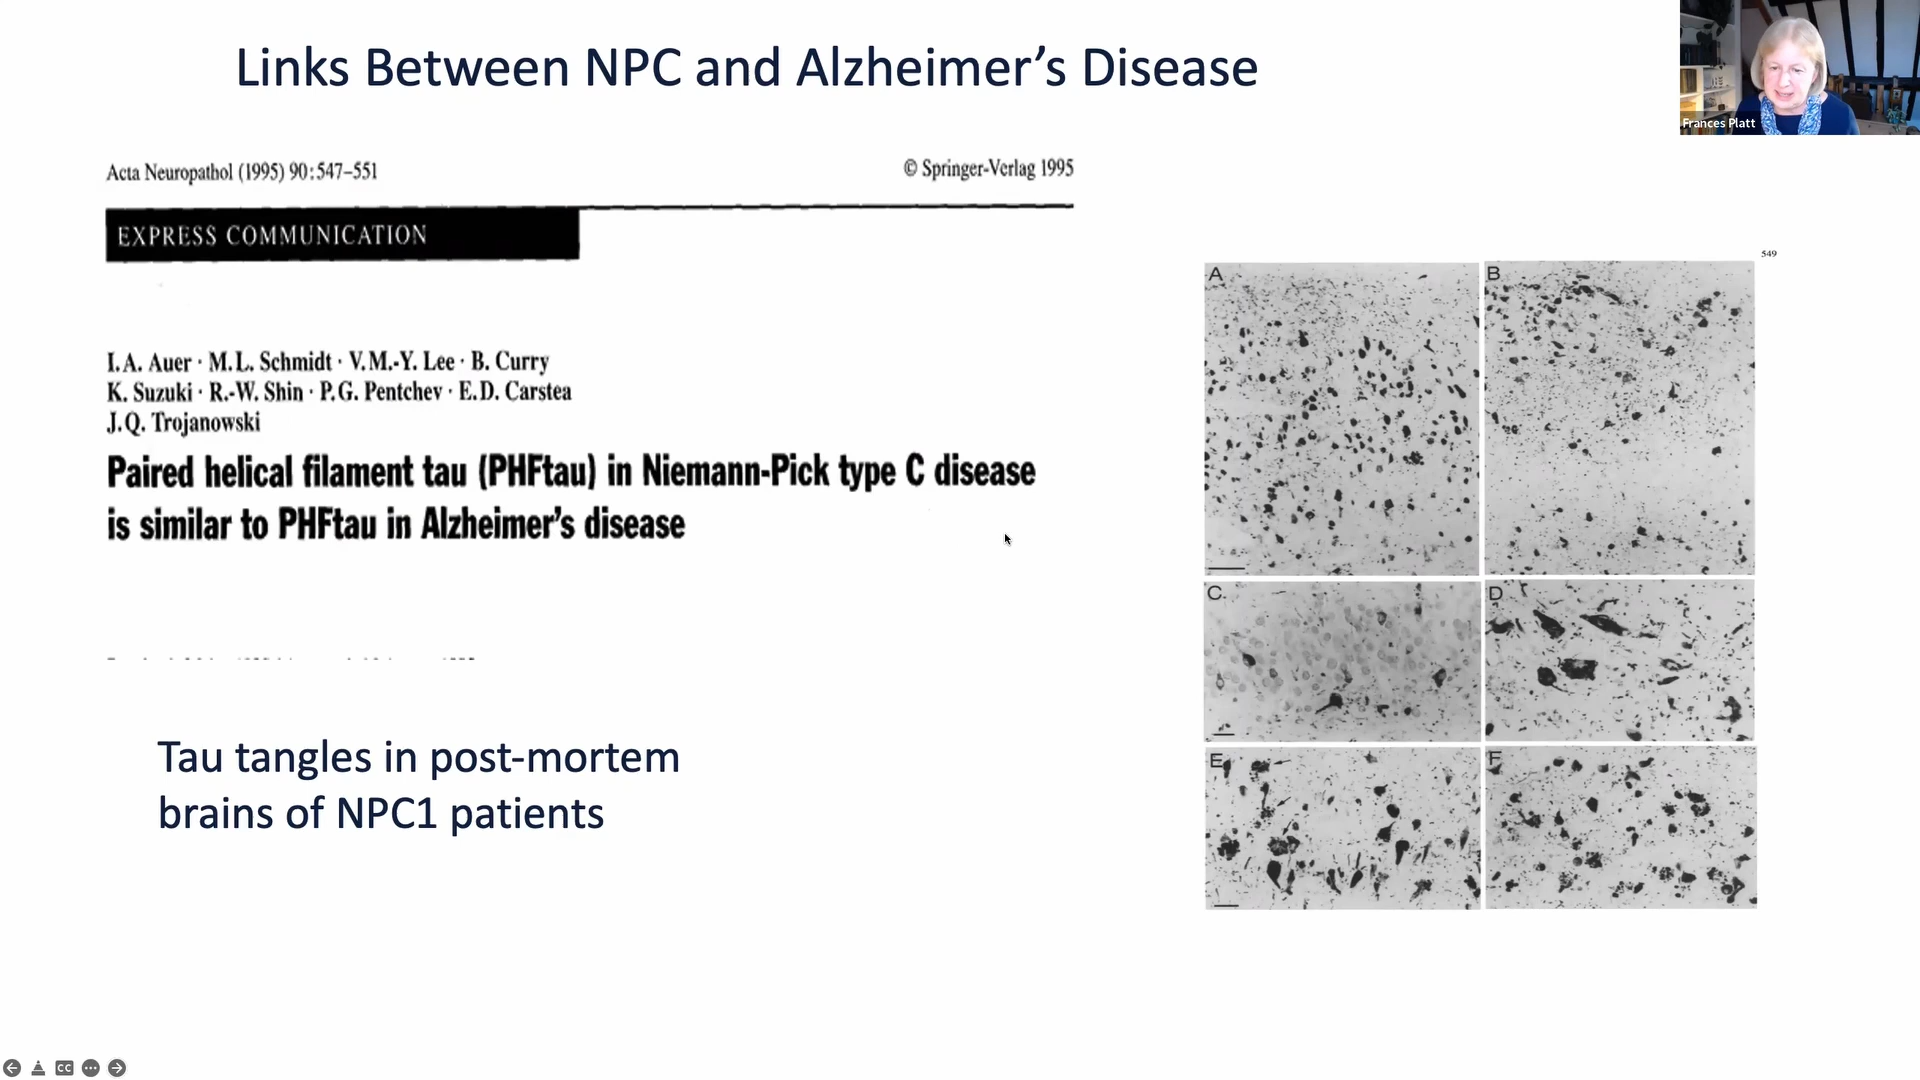 Links Between NPC and Alzheimer's Disease
Frances Platt
Acta Neuropathol (1995) 90:547–551
© Springer-Verlag 1995
EXPRESS COMMUNICATION
I.A. Auer · M.L. Schmidt · V.M.-Y. Lee · B. Curry
K. Suzuki · R.-W. Shin · P.G. Pentchev · E.D. Carstea
J.Q. Trojanowski
Paired helical filament tau (PHFtau) in Niemann-Pick type C disease
is similar to PHFtau in Alzheimer's disease
Tau tangles in post-mortem
brains of NPC1 patients
549
A
B
C
D
E
F
CC